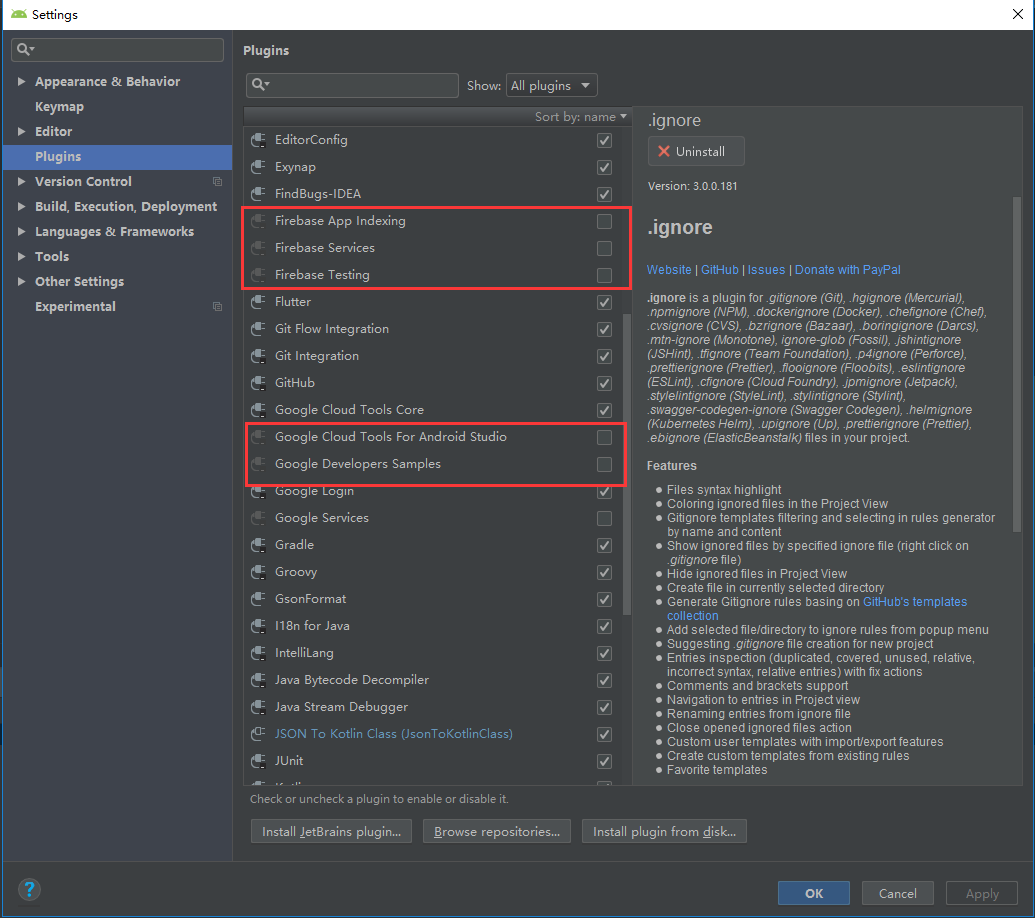 Settings
Appearance & Behavior
Keymap
Editor
Plugins
Version Control
Build, Execution, Deployment
Languages & Frameworks
Tools
Other Settings
Experimental
Plugins
Show: All plugins
Sort by: name
EditorConfig
Exynap
FindBugs-IDEA
Firebase App Indexing
Firebase Services
Firebase Testing
Flutter
Git Flow Integration
Git Integration
GitHub
Google Cloud Tools Core
Google Cloud Tools For Android Studio
Google Developers Samples
Google Login
Google Services
Gradle
Groovy
GsonFormat
I18n for Java
IntelliLang
Java Bytecode Decompiler
Java Stream Debugger
JSON To Kotlin Class (JsonToKotlinClass)
JUnit
Check or uncheck a plugin to enable or disable it.
Install JetBrains plugin...
Browse repositories...
Install plugin from disk...
.ignore
Uninstall
Version: 3.0.0.181
.ignore
Website | GitHub | Issues | Donate with PayPal
.ignore is a plugin for .gitignore (Git), .hgignore (Mercurial),
.npmignore (NPM), .dockerignore (Docker), .chefignore (Chef),
.cvsignore (CVS), .bzrignore (Bazaar), .boringignore (Darcs),
.mtn-ignore (Monotone), ignore-glob (Fossil), .jshintignore
(JSHint), .tfignore (Team Foundation), .p4ignore (Perforce),
.prettierignore (Prettier), .flooignore (Floobits), .eslintignore
(ESLint), .cfignore (Cloud Foundry), .jpmignore (Jetpack),
.stylelintignore (StyleLint), .stylintignore (Stylint),
.swagger-codegen-ignore (Swagger Codegen), .helmignore
(Kubernetes Helm), .upignore (Up), .prettierignore (Prettier),
.ebignore (ElasticBeanstalk) files in your project.
Features
● Files syntax highlight
● Coloring ignored files in the Project View
● Gitignore templates filtering and selecting in rules generator
by name and content
● Show ignored files by specified ignore file (right click on
.gitignore file)
● Hide ignored files in Project View
● Create file in currently selected directory
● Generate Gitignore rules basing on GitHub's templates
collection
● Add selected file/directory to ignore rules from popup menu
● Suggesting .gitignore file creation for new project
● Entries inspection (duplicated, covered, unused, relative,
incorrect syntax, relative entries) with fix actions
● Comments and brackets support
● Navigation to entries in Project view
● Renaming entries from ignore file
● Close opened ignored files action
● Custom user templates with import/export features
● Create custom templates from existing rules
● Favorite templates
?
OK
Cancel
Apply